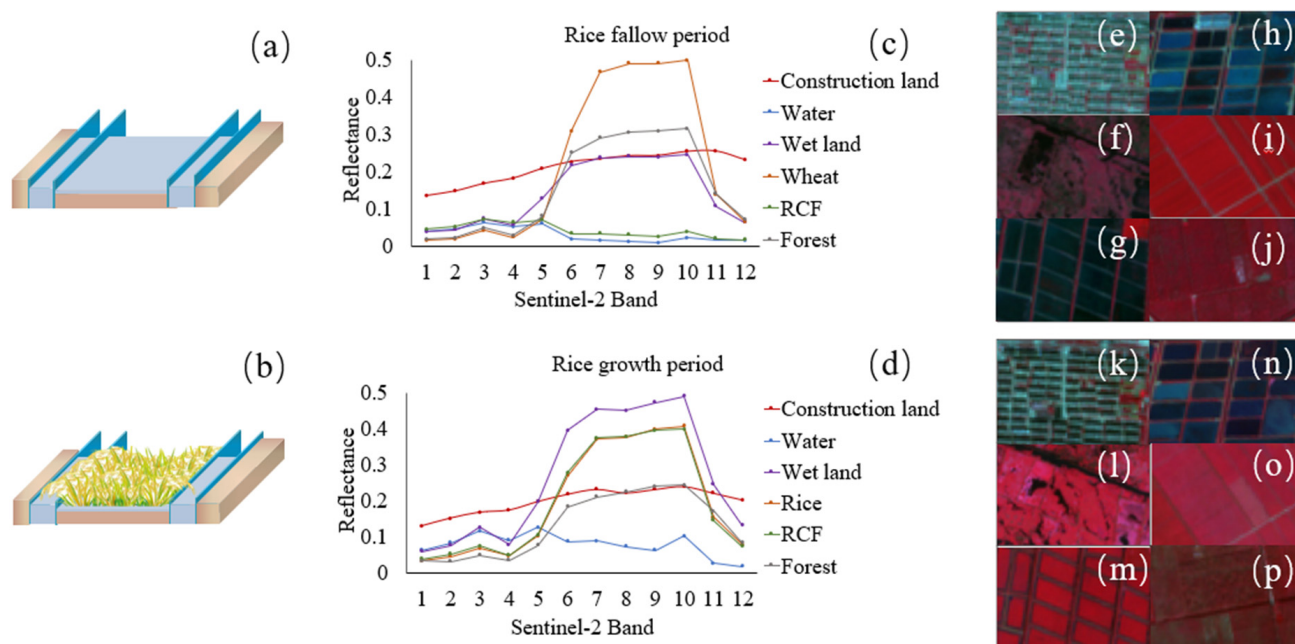 (a)
Rice fallow period
(c)
0.5
0.4
0.3
0.2
0.1
0
Reflectance
1 2 3 4 5 6 7 8 9 10 11 12
Sentinel-2 Band
Construction land
Water
Wet land
Wheat
RCF
Forest
(b)
Rice growth period
(d)
0.5
0.4
0.3
0.2
0.1
0
Reflectance
1 2 3 4 5 6 7 8 9 10 11 12
Sentinel-2 Band
Construction land
Water
Wet land
Rice
RCF
Forest
(e)
(h)
(f)
(i)
(g)
(j)
(k)
(n)
(l)
(o)
(m)
(p)